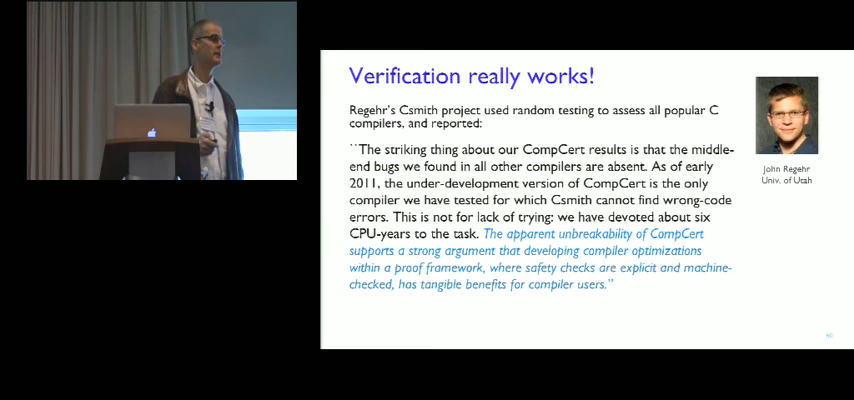 Verification really works!
Regehr's Csmith project used random testing to assess all popular C
compilers, and reported:
``The striking thing about our CompCert results is that the middle-
end bugs we found in all other compilers are absent. As of early
2011, the under-development version of CompCert is the only
compiler we have tested for which Csmith cannot find wrong-code
errors. This is not for lack of trying: we have devoted about six
CPU-years to the task. The apparent unbreakability of CompCert
supports a strong argument that developing compiler optimizations
within a proof framework, where safety checks are explicit and machine-
checked, has tangible benefits for compiler users.”
John Regehr
Univ. of Utah